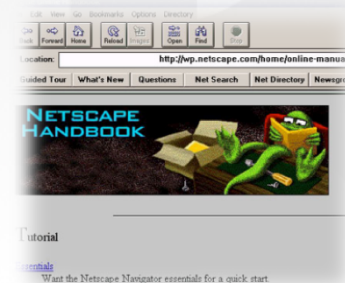 Edit View Go Bookmarks Options Directory
Back Forward Home Reload Images Open Find Stop
Location: http://wp.netscape.com/home/online-manua
Guided Tour What's New Questions Net Search Net Directory Newsgro
NETSCAPE
HANDBOOK
Tutorial
Essentials
Want the Netscape Navigator essentials for a quick start.